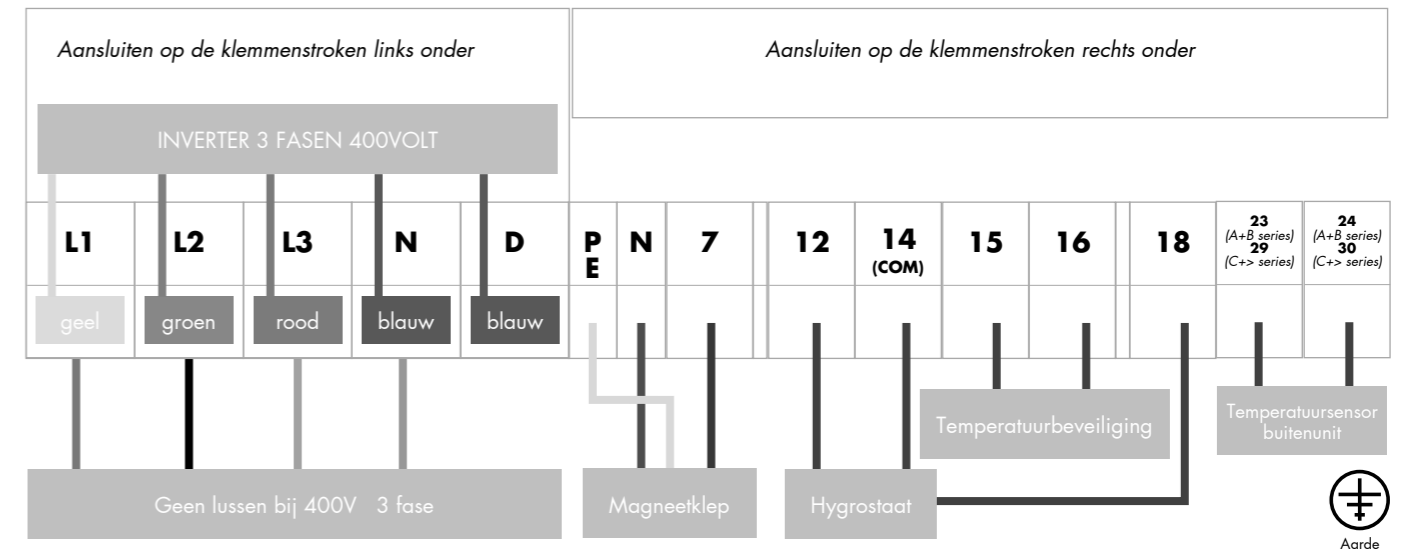 Aansluiten op de klemmenstroken links onder
Aansluiten op de klemmenstroken rechts onder
INVERTER 3 FASEN 400VOLT
L1
L2
L3
N
D
P
E
N
7
12
14
(COM)
15
16
18
23
(A+B series)
29
(C+> series)
24
(A+B series)
30
(C+> series)
geel
groen
rood
blauw
blauw
Temperatuurbeveiliging
Temperatuursensor
buitenunit
Geen lussen bij 400V 3 fase
Magneetklep
Hygrostaat
Aarde